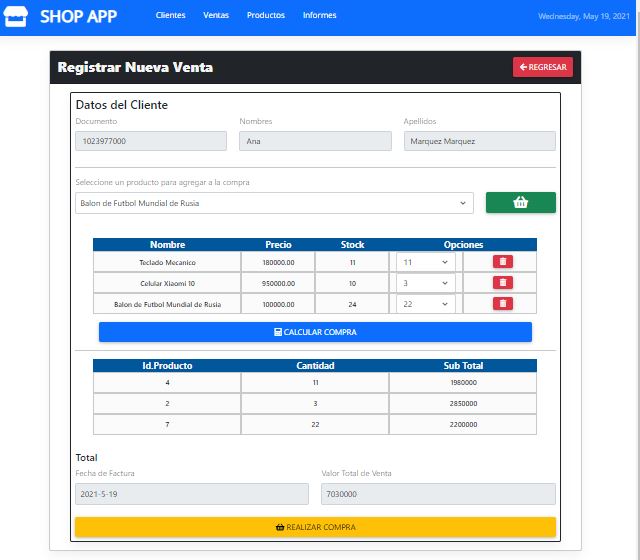 SHOP APP Clientes Ventas Productos Informes Wednesday, May 19, 2021
Registrar Nueva Venta REGRESAR
Datos del Cliente
Documento Nombres Apellidos
1023977000 Ana Marquez Marquez
Seleccione un producto para agregar a la compra
Balon de Futbol Mundial de Rusia
Nombre Precio Stock Opciones
Teclado Mecanico 180000.00 11 11
Celular Xiaomi 10 950000.00 10 3
Balon de Futbol Mundial de Rusia 100000.00 24 22
CALCULAR COMPRA
Id.Producto Cantidad Sub Total
4 11 1980000
2 3 2850000
7 22 2200000
Total
Fecha de Factura Valor Total de Venta
2021-5-19 7030000
REALIZAR COMPRA